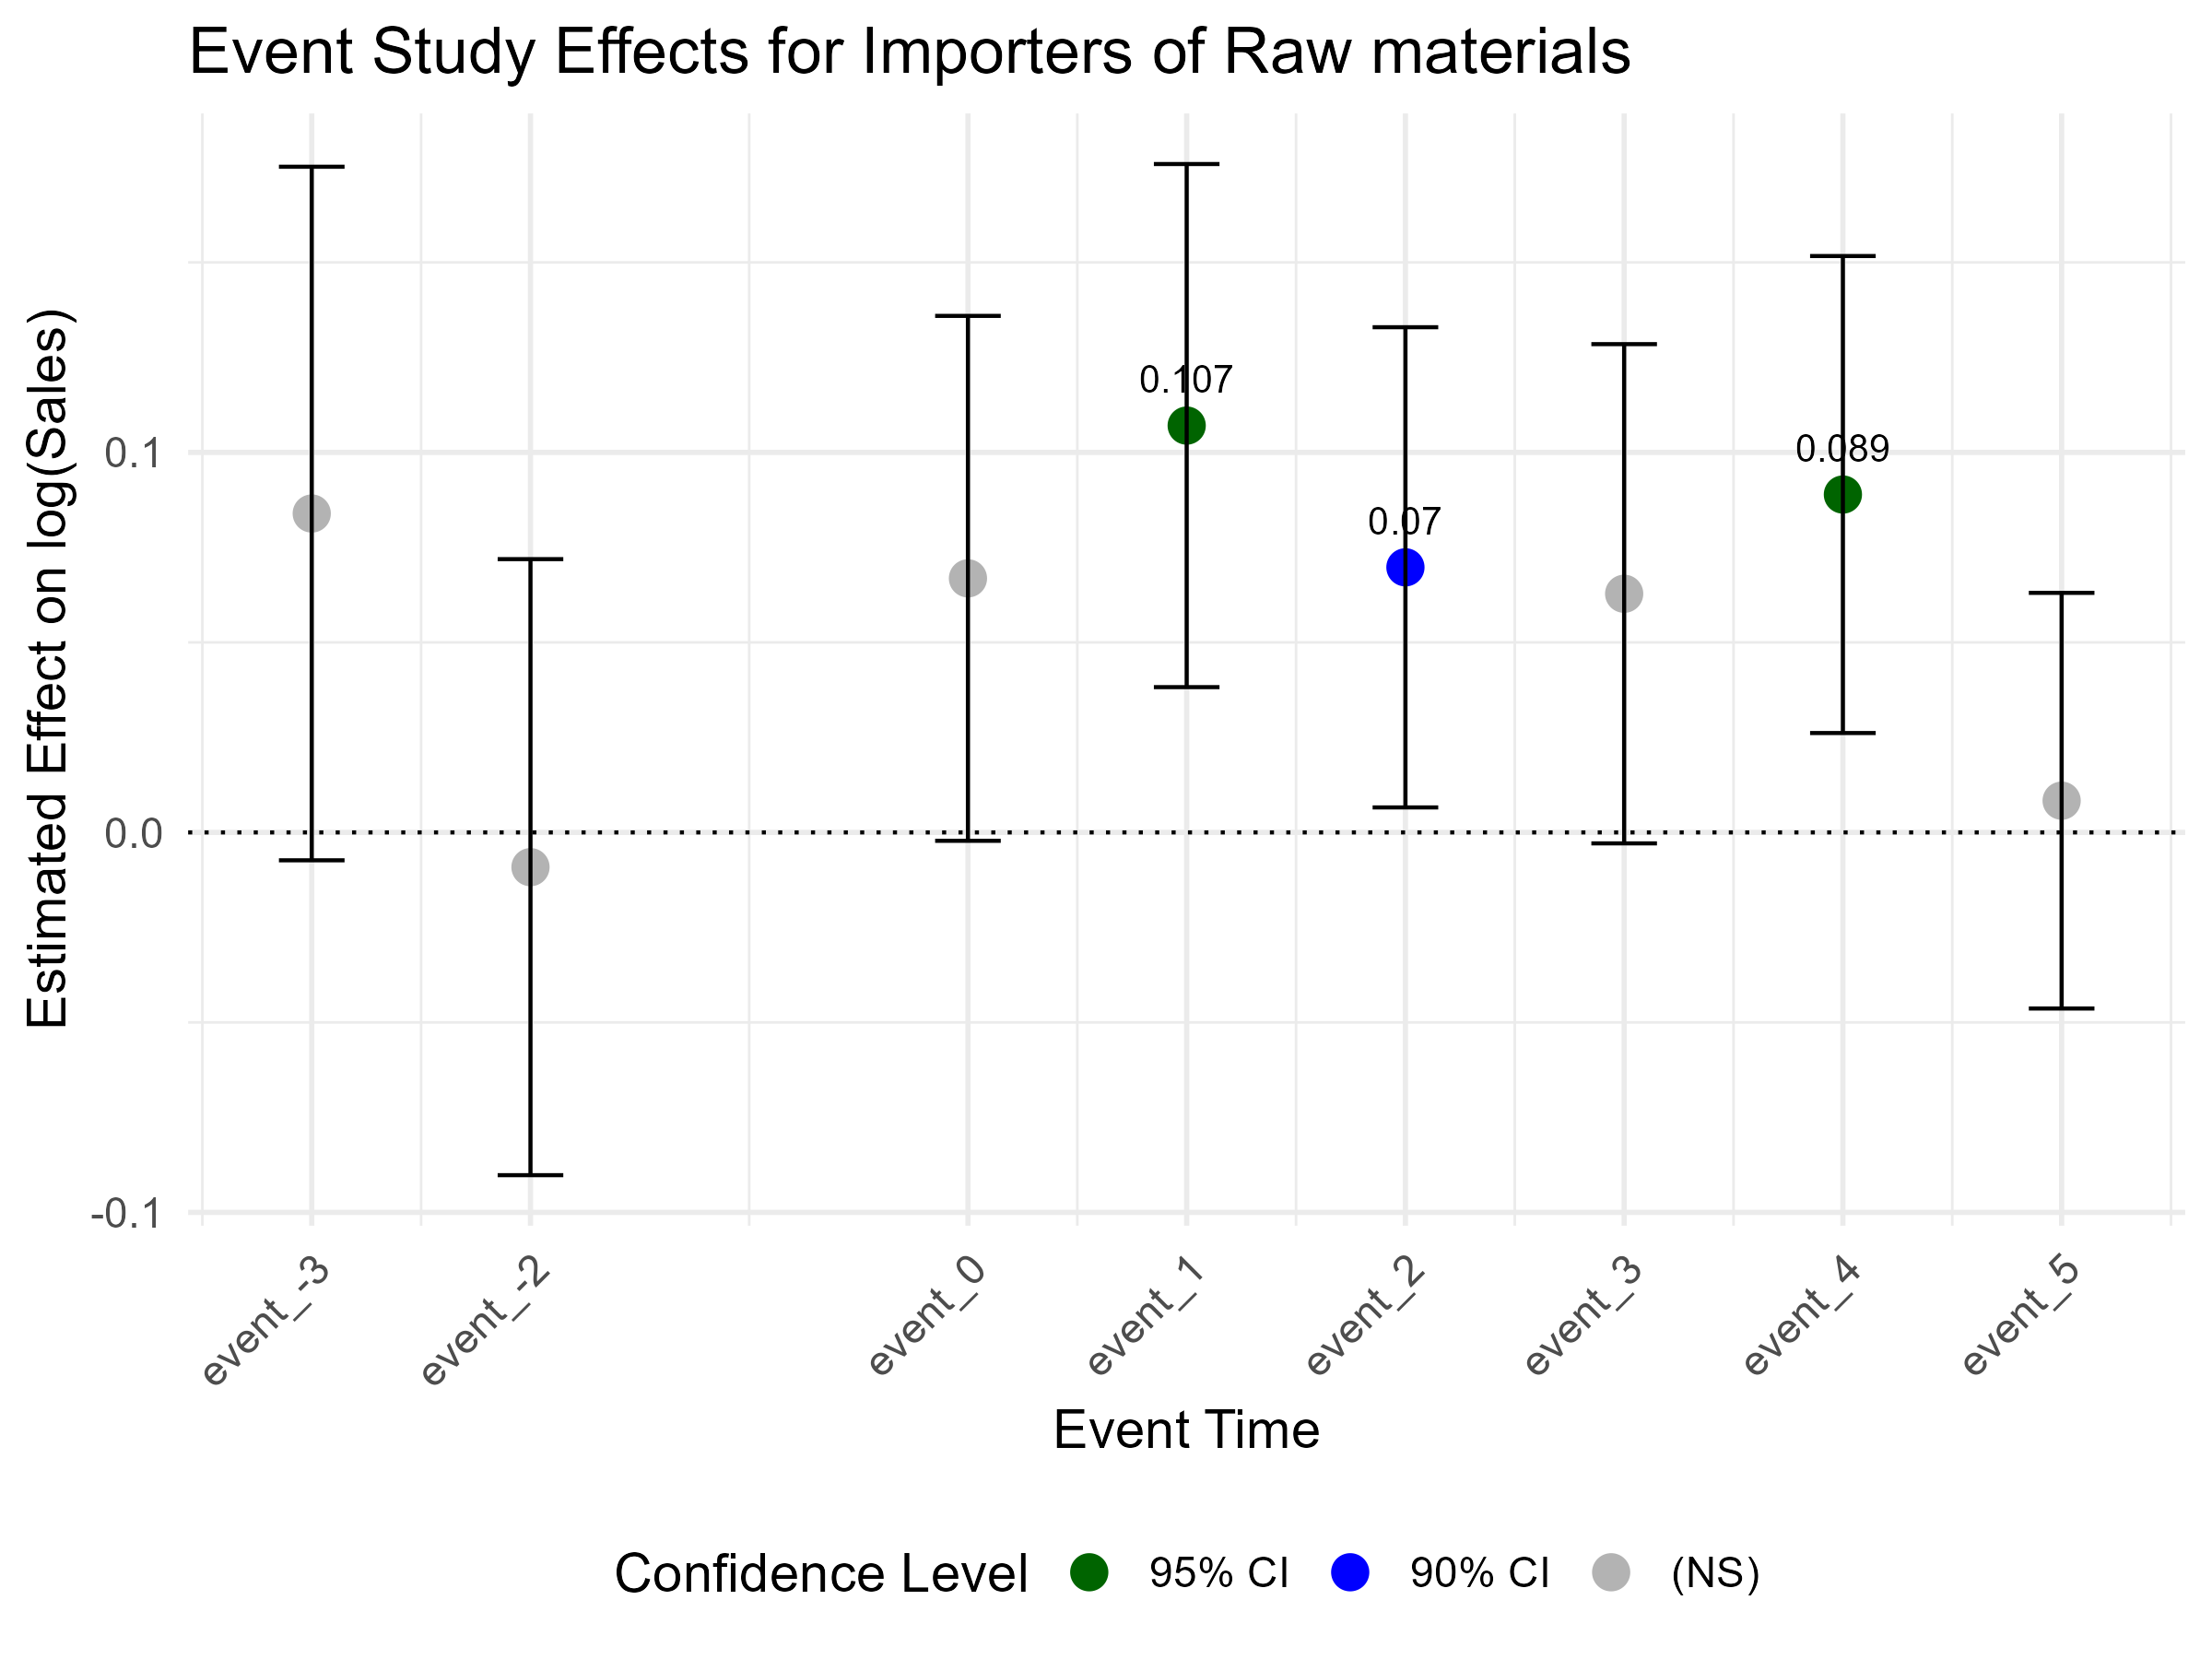 Event Study Effects for Importers of Raw materials
Estimated Effect on log(Sales)
0.1
0.0
-0.1
0.107
0.07
0.089
event_-3
event_-2
event_0
event_1
event_2
event_3
event_4
event_5
Event Time
Confidence Level
95% CI
90% CI
(NS)